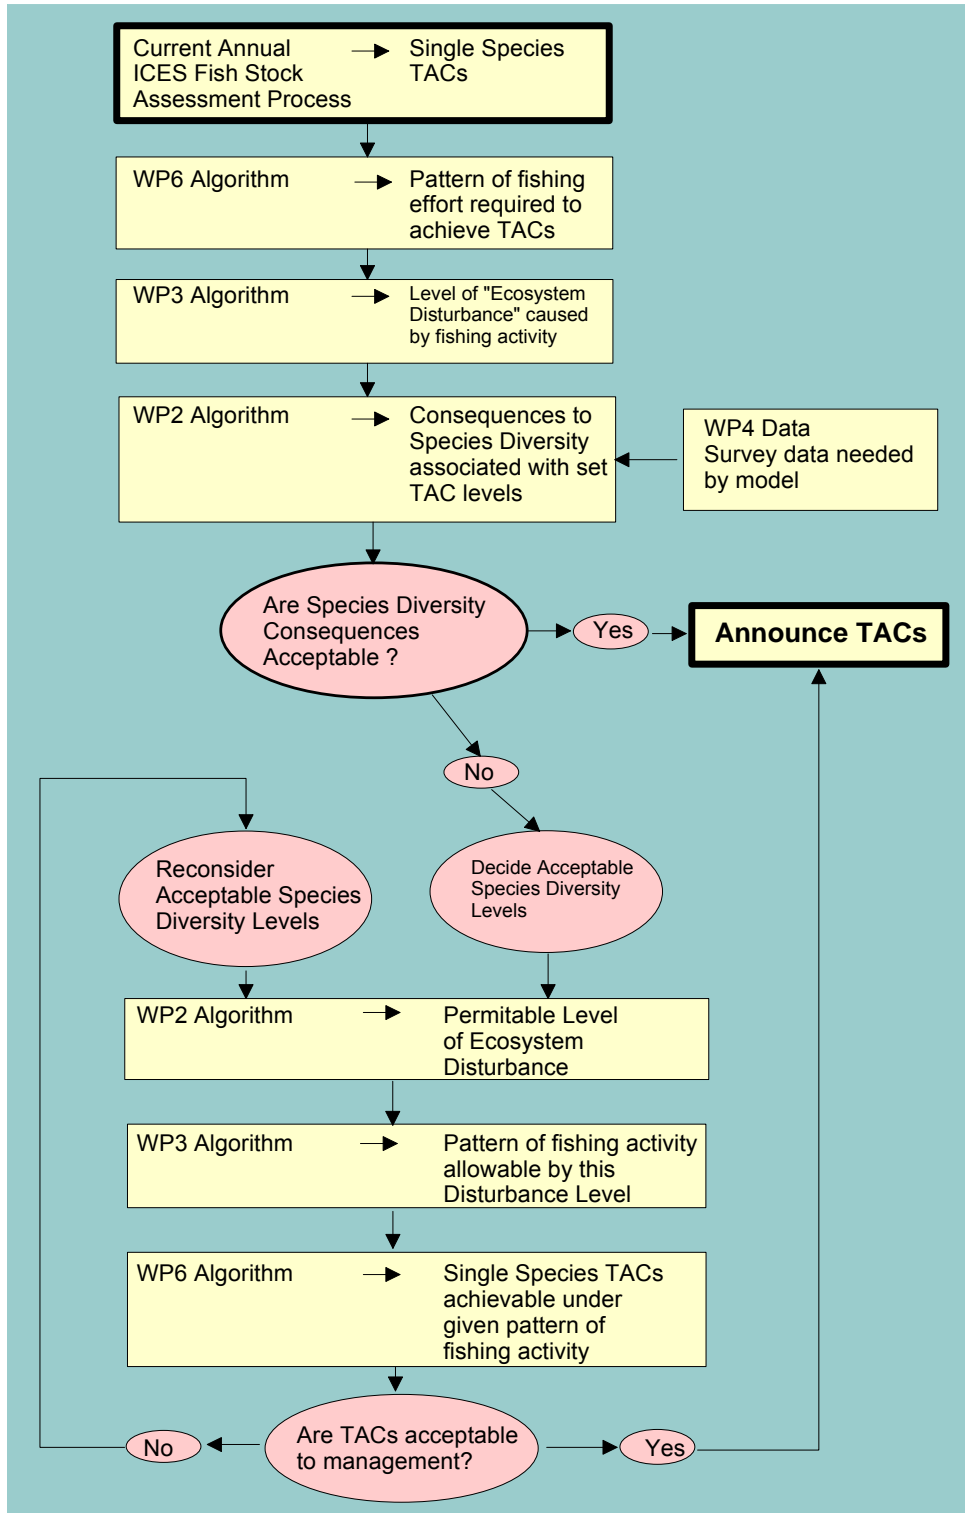 Current Annual
ICES Fish Stock
Assessment Process
Single Species
TACs
WP6 Algorithm
Pattern of fishing
effort required to
achieve TACs
WP3 Algorithm
Level of "Ecosystem
Disturbance" caused
by fishing activity
WP2 Algorithm
Consequences to
Species Diversity
associated with set
TAC levels
WP4 Data
Survey data needed
by model
Are Species Diversity
Consequences
Acceptable ?
Yes
Announce TACs
No
Reconsider
Acceptable Species
Diversity Levels
Decide Acceptable
Species Diversity
Levels
WP2 Algorithm
Permitable Level
of Ecosystem
Disturbance
WP3 Algorithm
Pattern of fishing activity
allowable by this
Disturbance Level
WP6 Algorithm
Single Species TACs
achievable under
given pattern of
fishing activity
Are TACs acceptable
to management?
No
Yes